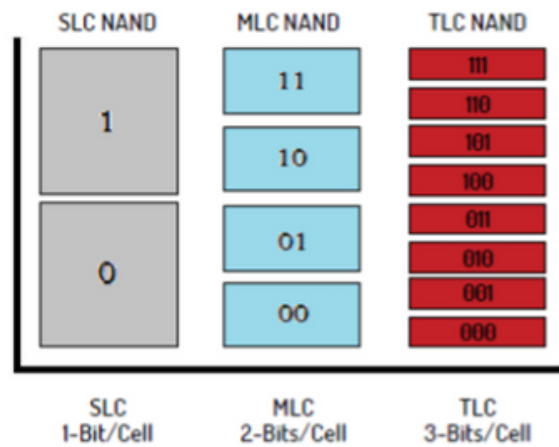 SLC NAND MLC NAND TLC NAND
1
0
11
10
01
00
111
110
101
100
011
010
001
000
SLC
1-Bit/Cell
MLC
2-Bits/Cell
TLC
3-Bits/Cell